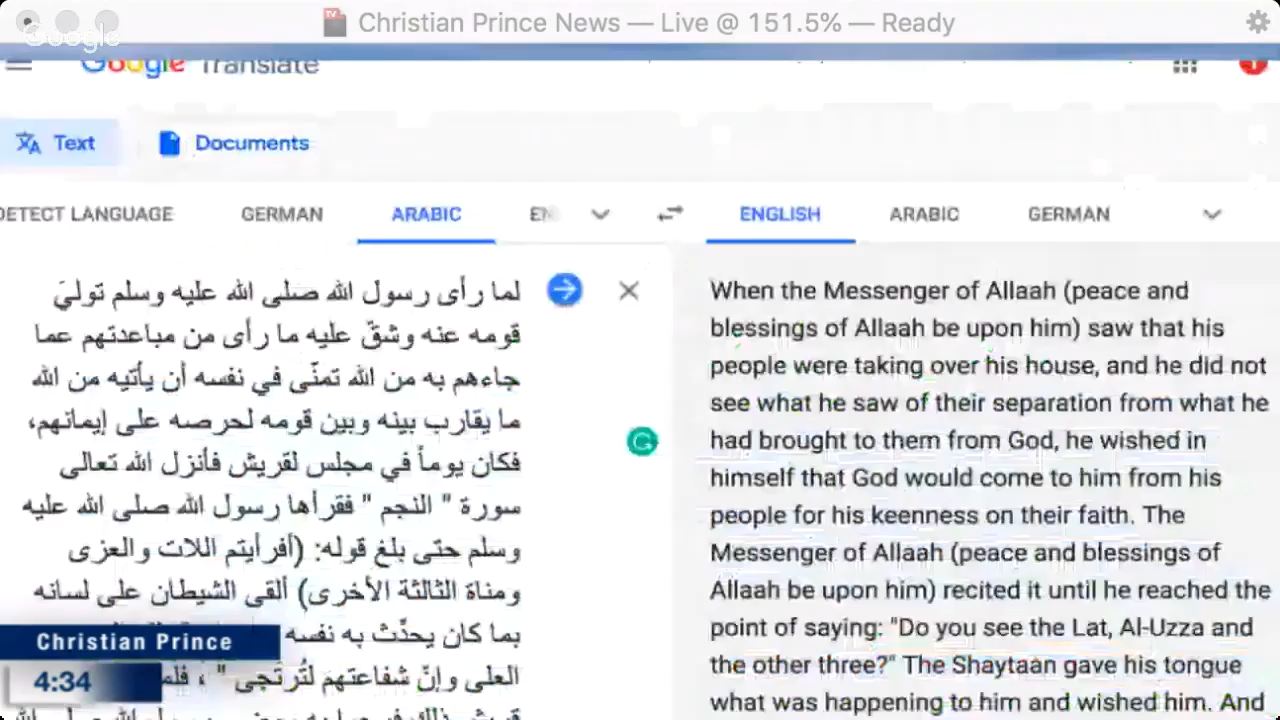 Christian Prince News — Live @ 151.5% — Ready
Google
Google Translate
Text
Documents
DETECT LANGUAGE
GERMAN
ARABIC
EN
ENGLISH
ARABIC
GERMAN
لما رأى رسول الله صلى الله عليه وسلم توليَ
قومه عنه وشقّ عليه ما رأى من مباعدتهم عما
جاءهم به من الله تمنّى في نفسه أن يأتيه من الله
ما يقارب بينه وبين قومه لحرصه على إيمانهم،
فكان يوماً في مجلس لقريش فأنزل الله تعالى
سورة " النجم " فقرأها رسول الله صلى الله عليه
وسلم حتى بلغ قوله: (أفرأيتم اللات والعزى
ومناة الثالثة الأخرى) ألقى الشيطان على لسانه
بما كان يحدِّث به نفسه
العلى وإنّ شفاعتهم لتُرتَجى " ، فلم
When the Messenger of Allaah (peace and
blessings of Allaah be upon him) saw that his
people were taking over his house, and he did not
see what he saw of their separation from what he
had brought to them from God, he wished in
himself that God would come to him from his
people for his keenness on their faith. The
Messenger of Allaah (peace and blessings of
Allaah be upon him) recited it until he reached the
point of saying: "Do you see the Lat, Al-Uzza and
the other three?" The Shaytaan gave his tongue
what was happening to him and wished him. And
Christian Prince
4:34